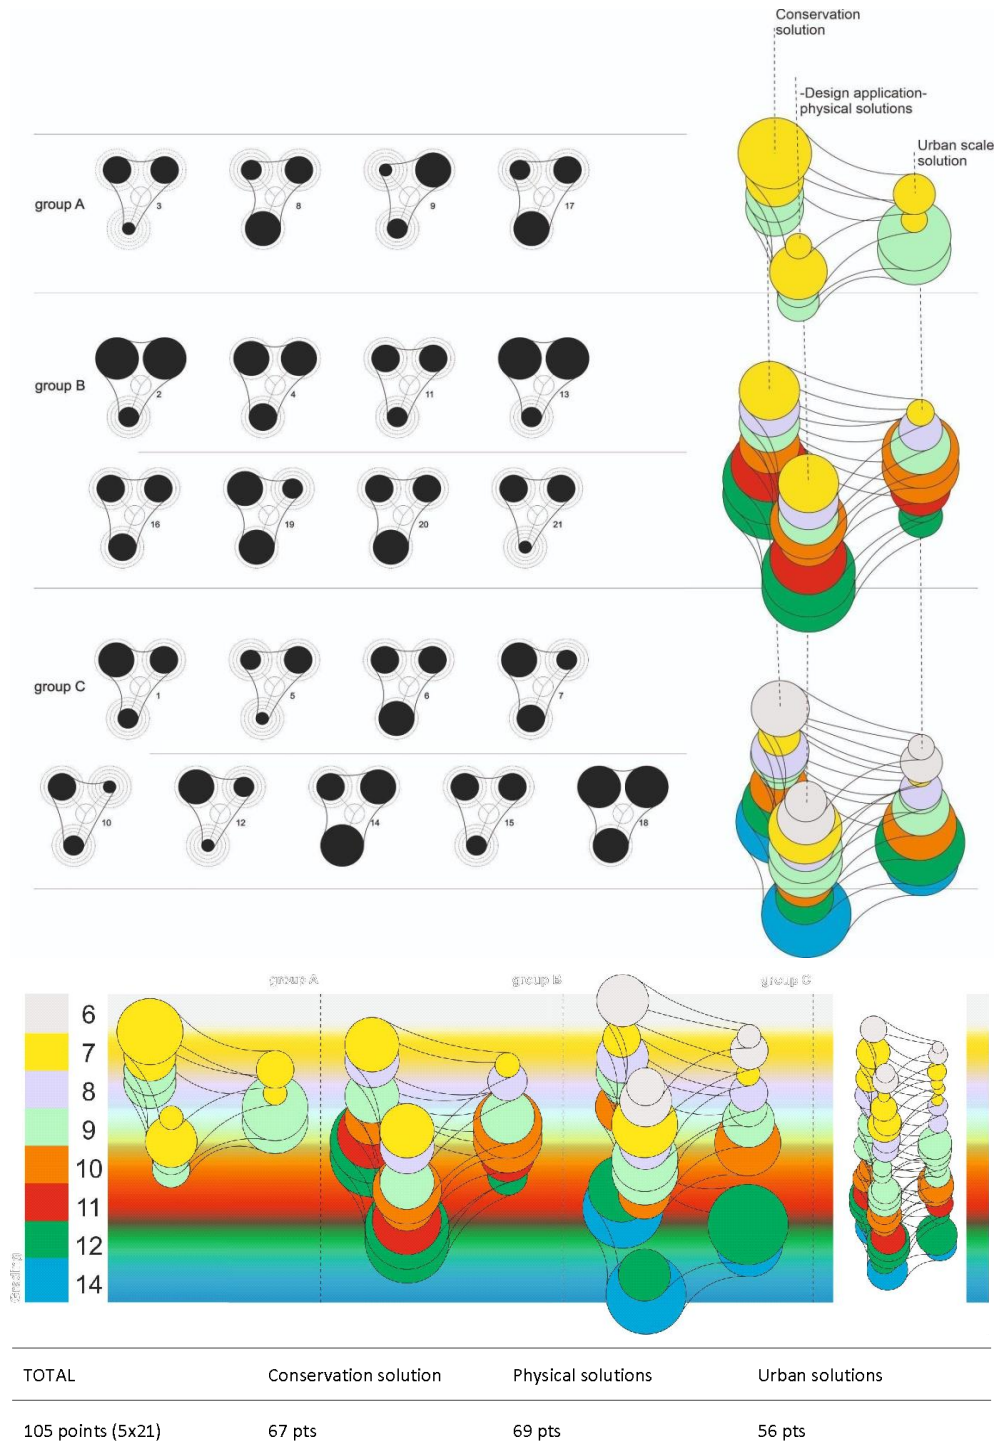 Conservation
solution
-Design application-
physical solutions
Urban scale
solution
group A
3
8
9
17
group B
2
4
11
13
16
19
20
21
group C
1
5
6
7
10
12
14
15
18
group A
group B
group C
6
7
8
9
10
11
12
14
Grading
TOTAL Conservation solution Physical solutions Urban solutions
105 points (5x21) 67 pts 69 pts 56 pts